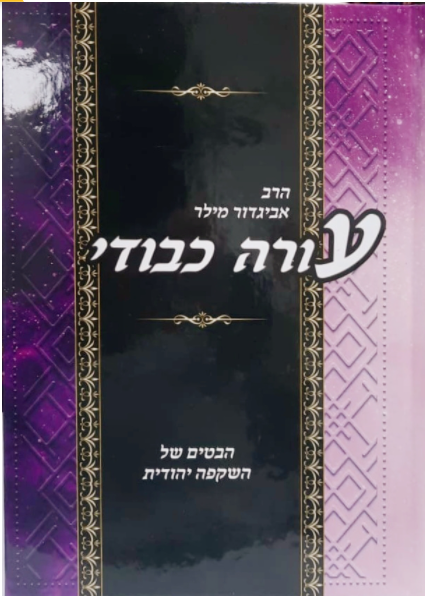 הרב
אביגדור מילר
עורה כבודי
הבטים של
השקפה יהודית